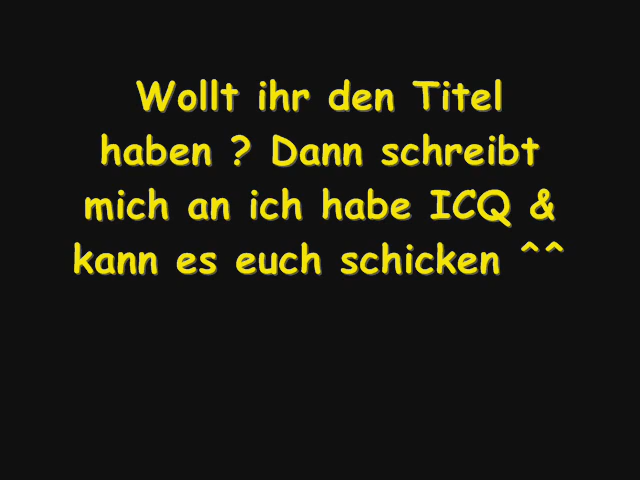 Wollt ihr den Titel
haben ? Dann schreibt
mich an ich habe ICQ &
kann es euch schicken ^^